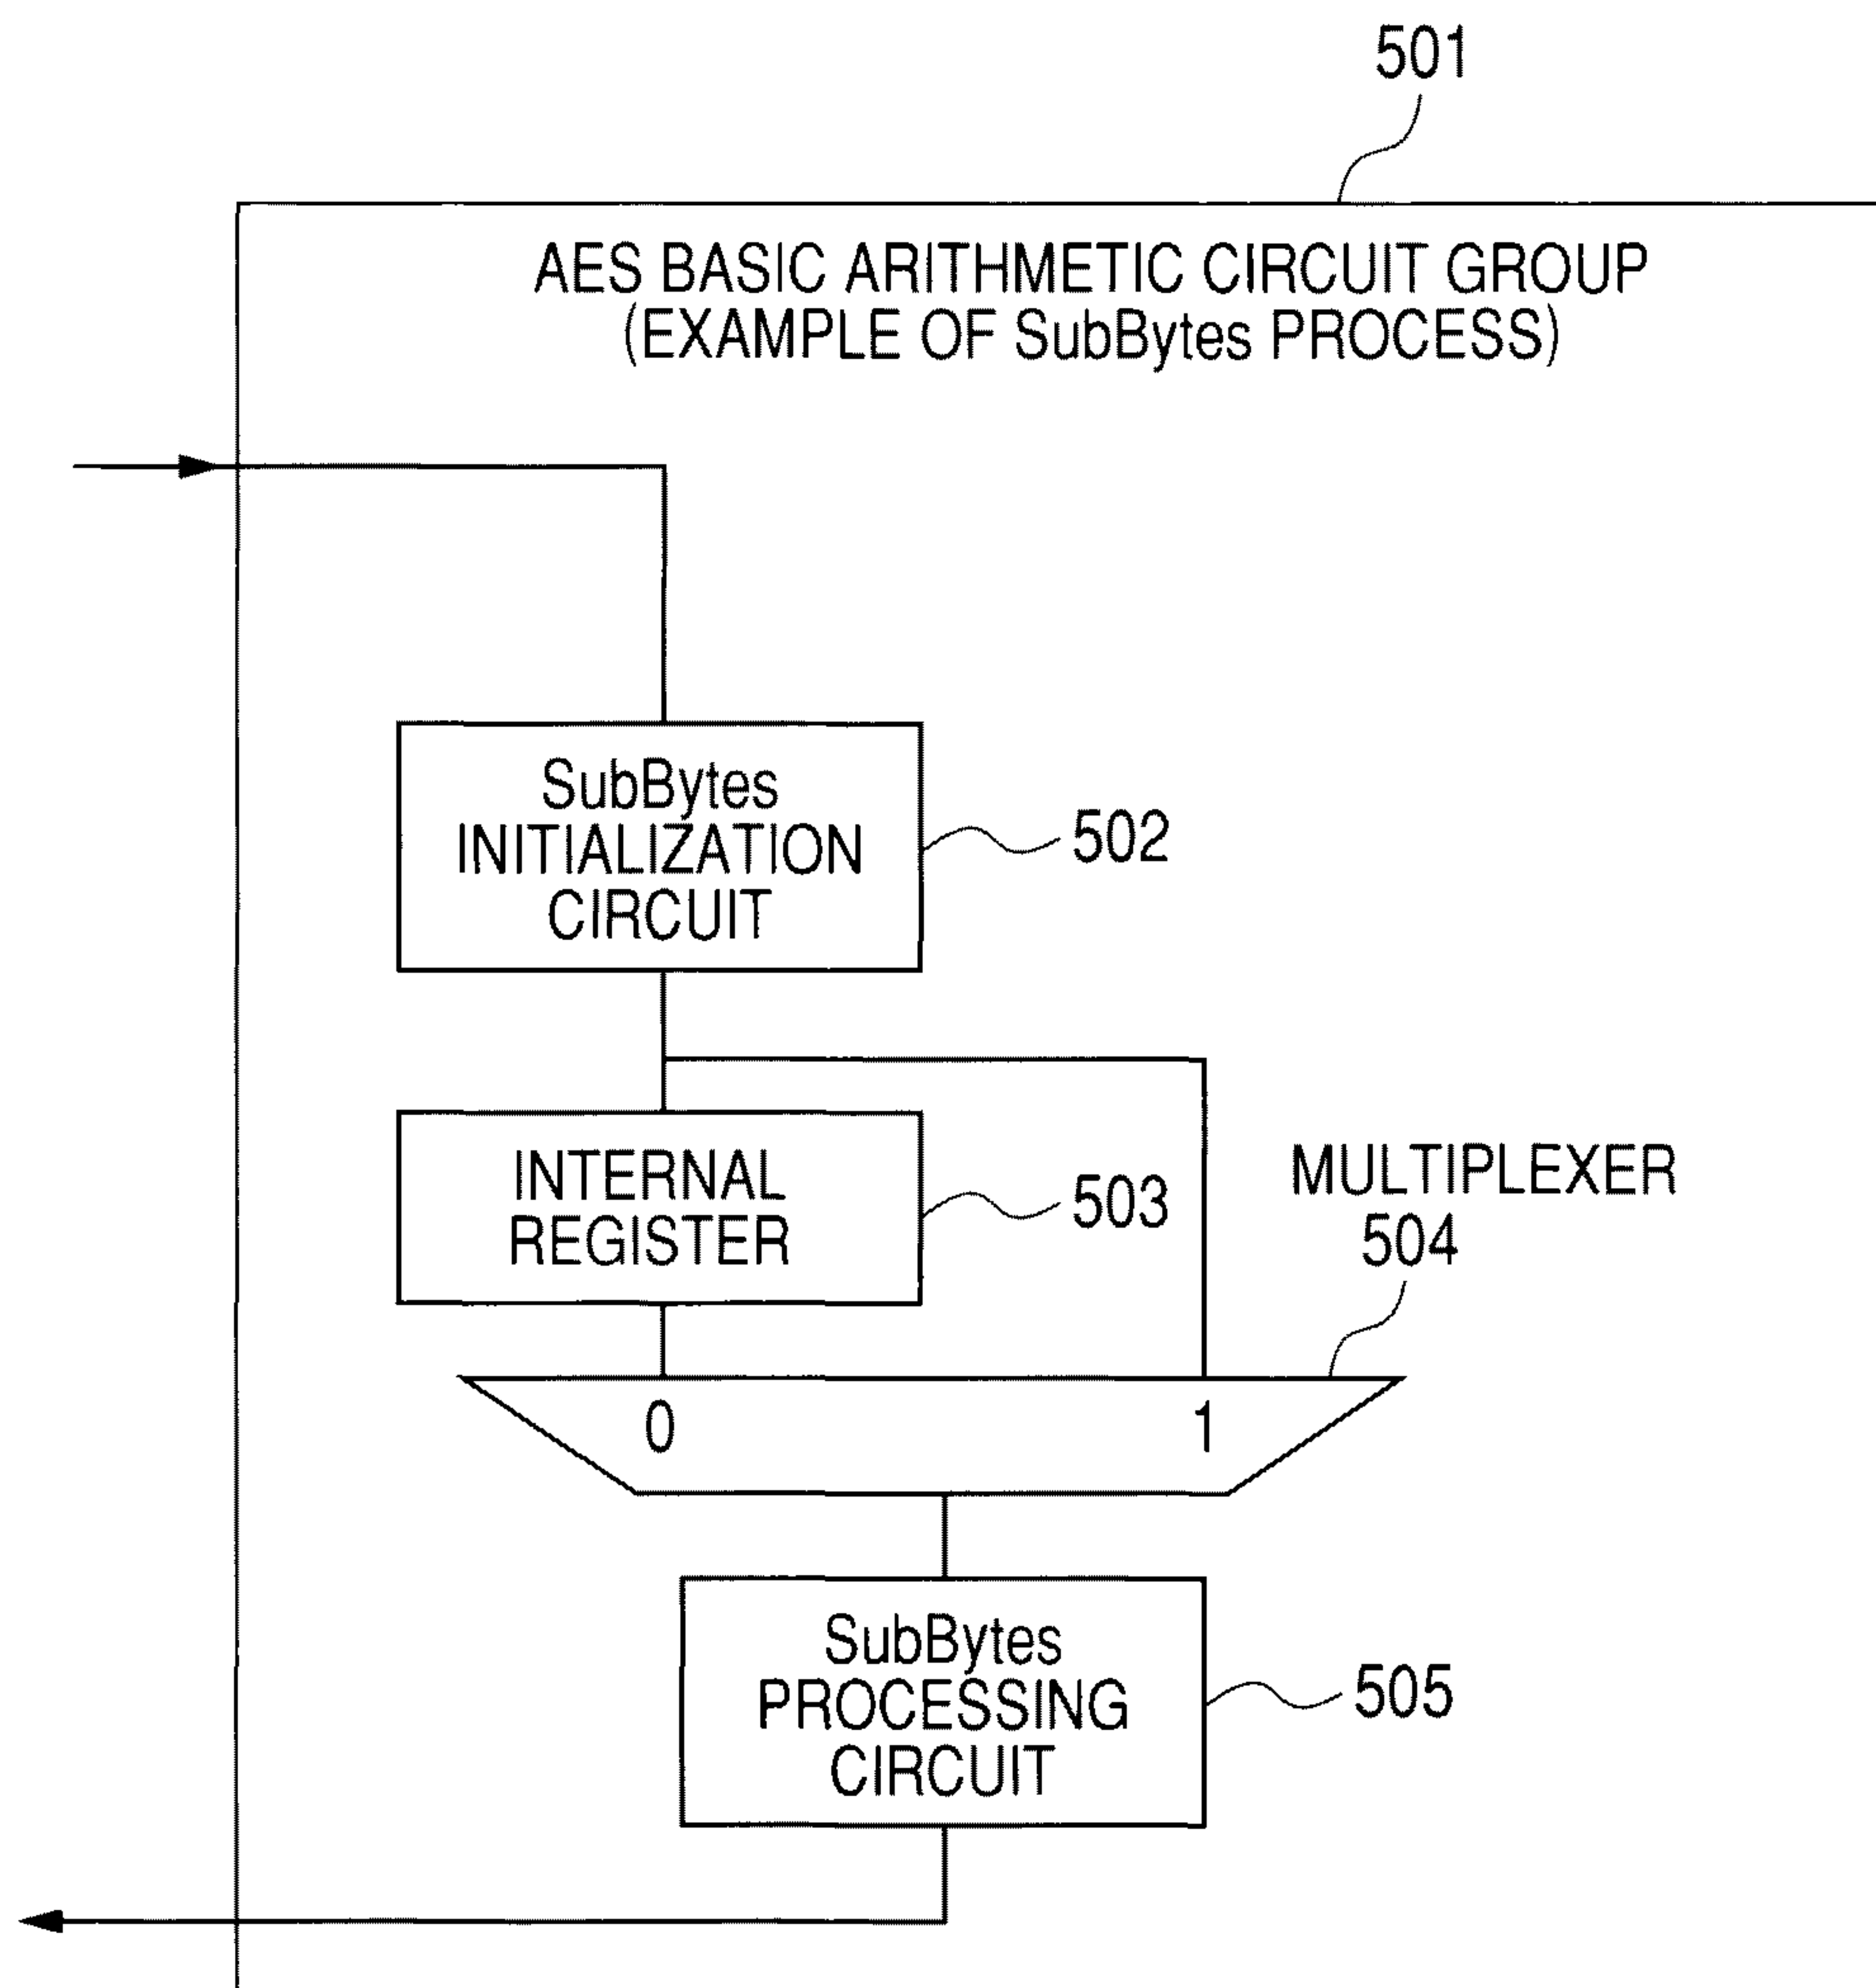 501
AES BASIC ARITHMETIC CIRCUIT GROUP
(EXAMPLE OF SubBytes PROCESS)
SubBytes
INITIALIZATION
CIRCUIT
502
INTERNAL
REGISTER
503
MULTIPLEXER
504
0
1
SubBytes
PROCESSING
CIRCUIT
505